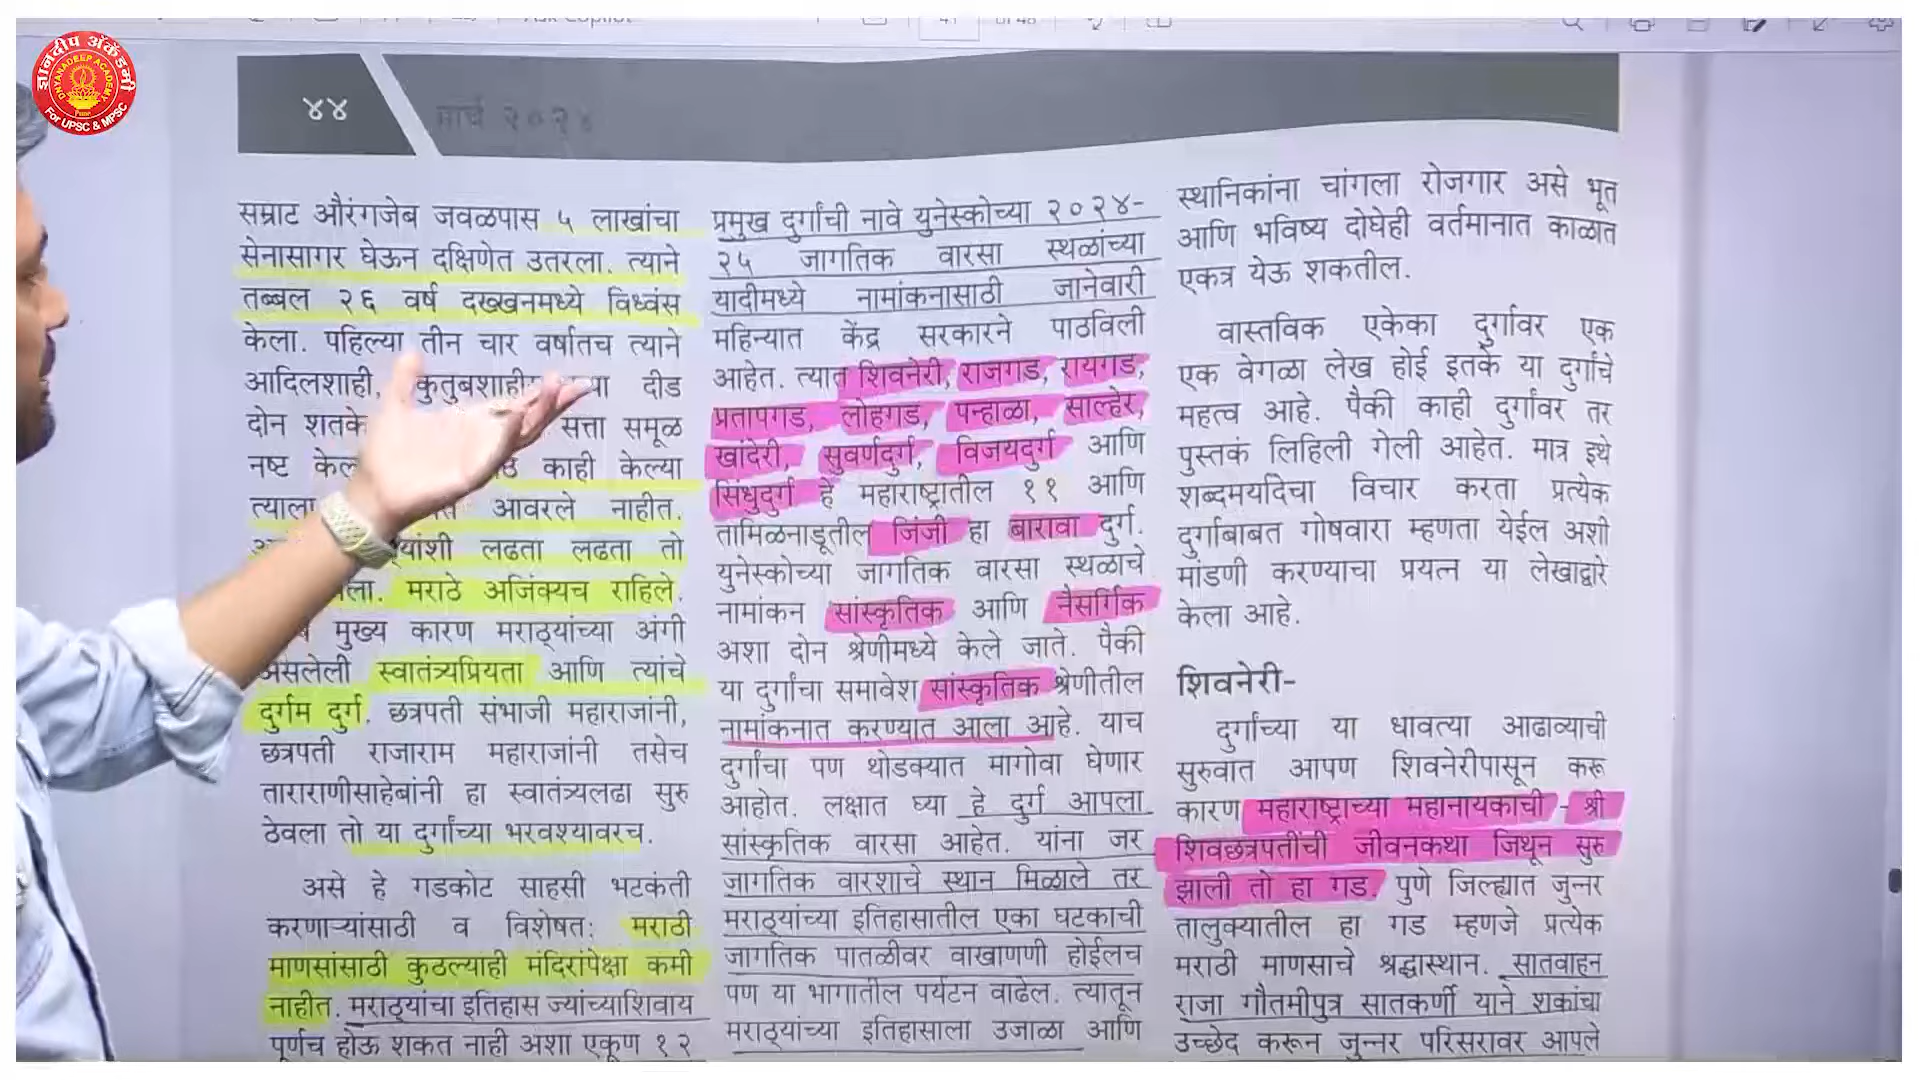 ज्ञानदीप अॅकॅडमी
DNYANADEEP ACADEMY
Pune
For UPSC & MPSC
४४
मार्च २०२४
सम्राट औरंगजेब जवळपास ५ लाखांचा
सेनासागर घेऊन दक्षिणेत उतरला. त्याने
तब्बल २६ वर्ष दख्खनमध्ये विध्वंस
केला. पहिल्या तीन चार वर्षातच त्याने
आदिलशाही, कुतुबशाही दीड
दोन शतके सत्ता समूळ
नष्ट काही केल्या
त्याला आवरले नाहीत.
लढता लढता तो
मराठे अजिंक्यच राहिले.
मुख्य कारण मराठ्यांच्या अंगी
असलेली स्वातंत्र्यप्रियता आणि त्यांचे
दुर्गम दुर्ग. छत्रपती संभाजी महाराजांनी,
छत्रपती राजाराम महाराजांनी तसेच
ताराराणीसाहेबांनी हा स्वातंत्र्यलढा सुरु
ठेवला तो या दुर्गांच्या भरवश्यावरच.
असे हे गडकोट साहसी भटकंती
करणाऱ्यांसाठी व विशेषत: मराठी
माणसांसाठी कुठल्याही मंदिरांपेक्षा कमी
नाहीत. मराठ्यांचा इतिहास ज्यांच्याशिवाय
पूर्णच होऊ शकत नाही अशा एकूण १२
प्रमुख दुर्गांची नावे युनेस्कोच्या २०२४-
२५ जागतिक वारसा स्थळांच्या
यादीमध्ये नामांकनासाठी जानेवारी
महिन्यात केंद्र सरकारने पाठविली
आहेत. त्यात शिवनेरी, राजगड, रायगड,
प्रतापगड, लोहगड, पन्हाळा, साल्हेर,
खांदेरी, सुवर्णदुर्ग, विजयदुर्ग आणि
सिंधुदुर्ग हे महाराष्ट्रातील ११ आणि
तामिळनाडूतील जिंजी हा बारावा दुर्ग.
युनेस्कोच्या जागतिक वारसा स्थळाचे
नामांकन सांस्कृतिक आणि नैसर्गिक
अशा दोन श्रेणीमध्ये केले जाते. पैकी
या दुर्गांचा समावेश सांस्कृतिक श्रेणीतील
नामांकनात करण्यात आला आहे. याच
दुर्गांचा पण थोडक्यात मागोवा घेणार
आहोत. लक्षात घ्या हे दुर्ग आपला
सांस्कृतिक वारसा आहेत. यांना जर
जागतिक वारशाचे स्थान मिळाले तर
मराठ्यांच्या इतिहासातील एका घटकाची
जागतिक पातळीवर वाखाणणी होईलच
पण या भागातील पर्यटन वाढेल. त्यातून
मराठ्यांच्या इतिहासाला उजाळा आणि
स्थानिकांना चांगला रोजगार असे भूत
आणि भविष्य दोघेही वर्तमानात काळात
एकत्र येऊ शकतील.
वास्तविक एकेका दुर्गावर एक
एक वेगळा लेख होई इतके या दुर्गांचे
महत्व आहे. पैकी काही दुर्गांवर तर
पुस्तकं लिहिली गेली आहेत. मात्र इथे
शब्दमर्यादेचा विचार करता प्रत्येक
दुर्गाबाबत गोषवारा म्हणता येईल अशी
मांडणी करण्याचा प्रयत्न या लेखाद्वारे
केला आहे.
शिवनेरी-
दुर्गांच्या या धावत्या आढाव्याची
सुरुवात आपण शिवनेरीपासून करू
कारण महाराष्ट्राच्या महानायकाची - श्री
शिवछत्रपतींची जीवनकथा जिथून सुरु
झाली तो हा गड. पुणे जिल्ह्यात जुन्नर
तालुक्यातील हा गड म्हणजे प्रत्येक
मराठी माणसाचे श्रद्धास्थान. सातवाहन
राजा गौतमीपुत्र सातकर्णी याने शकांचा
उच्छेद करून जुन्नर परिसरावर आपले